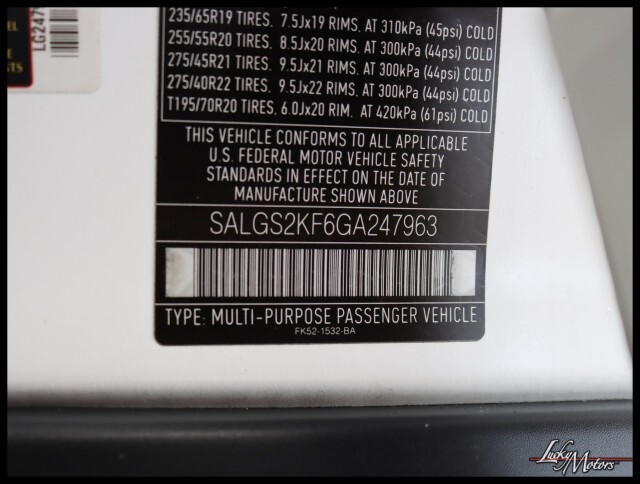 235/65R19 TIRES. 7.5Jx19 RIMS. AT 310kPa (45psi) COLD
255/55R20 TIRES. 8.5Jx20 RIMS. AT 300kPa (44psi) COLD
275/45R21 TIRES. 9.5Jx21 RIMS. AT 300kPa (44psi) COLD
275/40R22 TIRES. 9.5Jx22 RIMS. AT 300kPa (44psi) COLD
T195/70R20 TIRES. 6.0Jx20 RIM. AT 420kPa (61psi) COLD
THIS VEHICLE CONFORMS TO ALL APPLICABLE
U.S. FEDERAL MOTOR VEHICLE SAFETY
STANDARDS IN EFFECT ON THE DATE OF
MANUFACTURE SHOWN ABOVE
SALGS2KF6GA247963
TYPE: MULTI-PURPOSE PASSENGER VEHICLE
FK52-1532-BA
LG247
Lucky
Motors